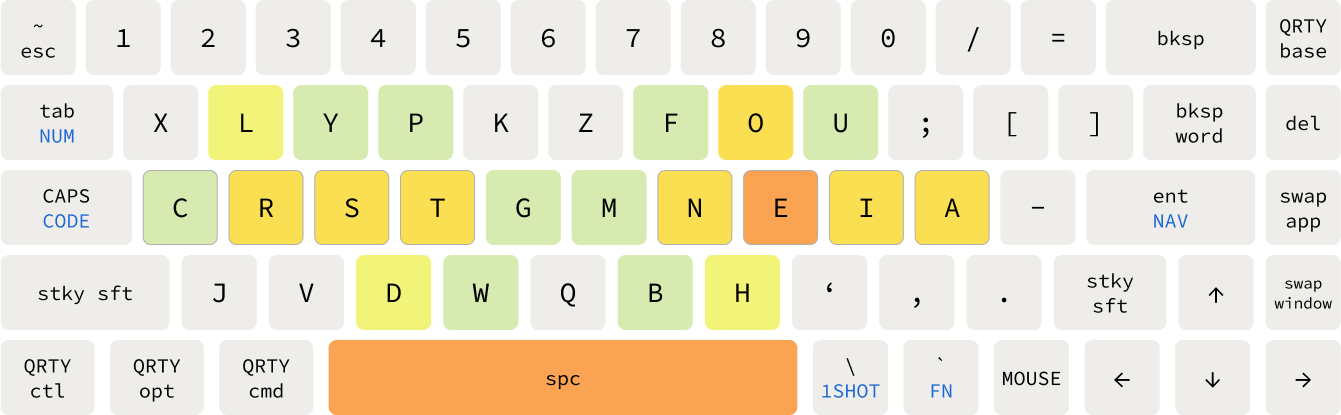 ~
esc
1 2 3 4 5 6 7 8 9 0 / = bksp
QRTY
base
tab
NUM
X L Y P K Z F O U ; [ ]
bksp
word
del
CAPS
CODE
C R S T G M N E I A –
ent
NAV
swap
app
stky sft
J V D W Q B H ‘ , .
stky
sft
↑
swap
window
QRTY
ctl
QRTY
opt
QRTY
cmd
spc
\
1SHOT
`
FN
MOUSE
← ↓ →